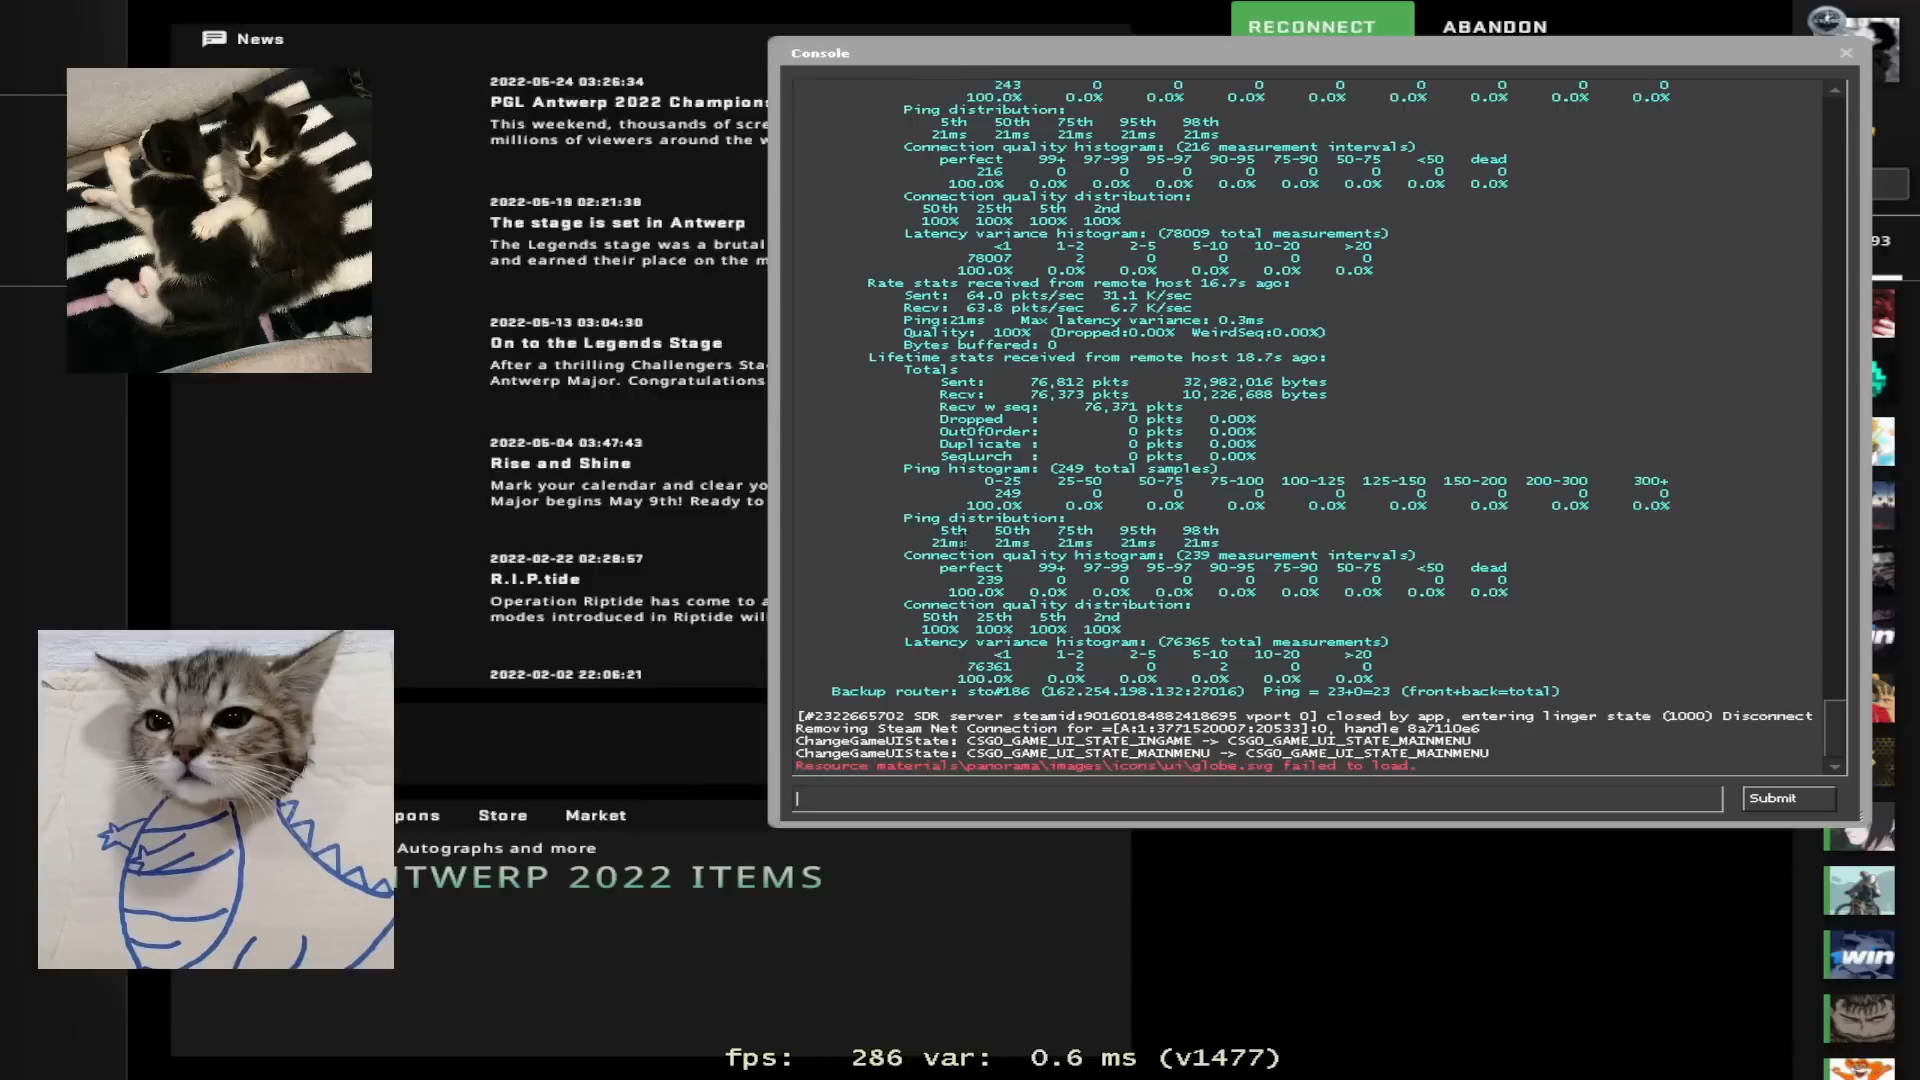 RECONNECT
ABANDON
News
2022-05-24 03:26:34
PGL Antwerp 2022 Champions
This weekend, thousands of scre
millions of viewers around the w
2022-05-19 02:21:38
The stage is set in Antwerp
The Legends stage was a brutal
and earned their place on the m
2022-05-13 03:04:30
On to the Legends Stage
After a thrilling Challengers Sta
Antwerp Major. Congratulations
2022-05-04 03:47:43
Rise and Shine
Mark your calendar and clear yo
Major begins May 9th! Ready to
2022-02-22 02:28:57
R.I.P.tide
Operation Riptide has come to a
modes introduced in Riptide wil
2022-02-02 22:06:21
Console
243 0 0 0 0 0 0 0 0
100.0% 0.0% 0.0% 0.0% 0.0% 0.0% 0.0% 0.0% 0.0%
Ping distribution:
5th 50th 75th 95th 98th
21ms 21ms 21ms 21ms 21ms
Connection quality histogram: (216 measurement intervals)
perfect 99+ 97-99 95-97 90-95 75-90 50-75 <50 dead
216 0 0 0 0 0 0 0 0
100.0% 0.0% 0.0% 0.0% 0.0% 0.0% 0.0% 0.0% 0.0%
Connection quality distribution:
50th 25th 5th 2nd
100% 100% 100% 100%
Latency variance histogram: (78009 total measurements)
<1 1-2 2-5 5-10 10-20 >20
78007 2 0 0 0 0
100.0% 0.0% 0.0% 0.0% 0.0% 0.0%
Rate stats received from remote host 16.7s ago:
Sent: 64.0 pkts/sec 31.1 K/sec
Recv: 63.8 pkts/sec 6.7 K/sec
Ping:21ms Max latency variance: 0.3ms
Quality: 100% (Dropped:0.00% WeirdSeq:0.00%)
Bytes buffered: 0
Lifetime stats received from remote host 18.7s ago:
Totals
Sent: 76,812 pkts 32,982,016 bytes
Recv: 76,373 pkts 10,226,688 bytes
Recv w seq: 76,371 pkts
Dropped : 0 pkts 0.00%
OutOfOrder: 0 pkts 0.00%
Duplicate : 0 pkts 0.00%
SeqLurch : 0 pkts 0.00%
Ping histogram: (249 total samples)
0-25 25-50 50-75 75-100 100-125 125-150 150-200 200-300 300+
249 0 0 0 0 0 0 0 0
100.0% 0.0% 0.0% 0.0% 0.0% 0.0% 0.0% 0.0% 0.0%
Ping distribution:
5th 50th 75th 95th 98th
21ms 21ms 21ms 21ms 21ms
Connection quality histogram: (239 measurement intervals)
perfect 99+ 97-99 95-97 90-95 75-90 50-75 <50 dead
239 0 0 0 0 0 0 0 0
100.0% 0.0% 0.0% 0.0% 0.0% 0.0% 0.0% 0.0% 0.0%
Connection quality distribution:
50th 25th 5th 2nd
100% 100% 100% 100%
Latency variance histogram: (76365 total measurements)
<1 1-2 2-5 5-10 10-20 >20
76361 2 0 2 0 0
100.0% 0.0% 0.0% 0.0% 0.0% 0.0%
Backup router: sto#186 (162.254.198.132:27016) Ping = 23+0=23 (front+back=total)
[#2322665702 SDR server steamid:90160184882418695 vport 0] closed by app, entering linger state (1000) Disconnect
Removing Steam Net Connection for =[A:1:3771520007:20533]:0, handle 8a7110e6
ChangeGameUIState: CSGO_GAME_UI_STATE_INGAME -> CSGO_GAME_UI_STATE_MAINMENU
ChangeGameUIState: CSGO_GAME_UI_STATE_MAINMENU -> CSGO_GAME_UI_STATE_MAINMENU
Resource materials\panorama\images\icons\ui\globe.svg failed to load.
Submit
pons Store Market
Autographs and more
NTWERP 2022 ITEMS
93
win
fps: 286 var: 0.6 ms (v1477)